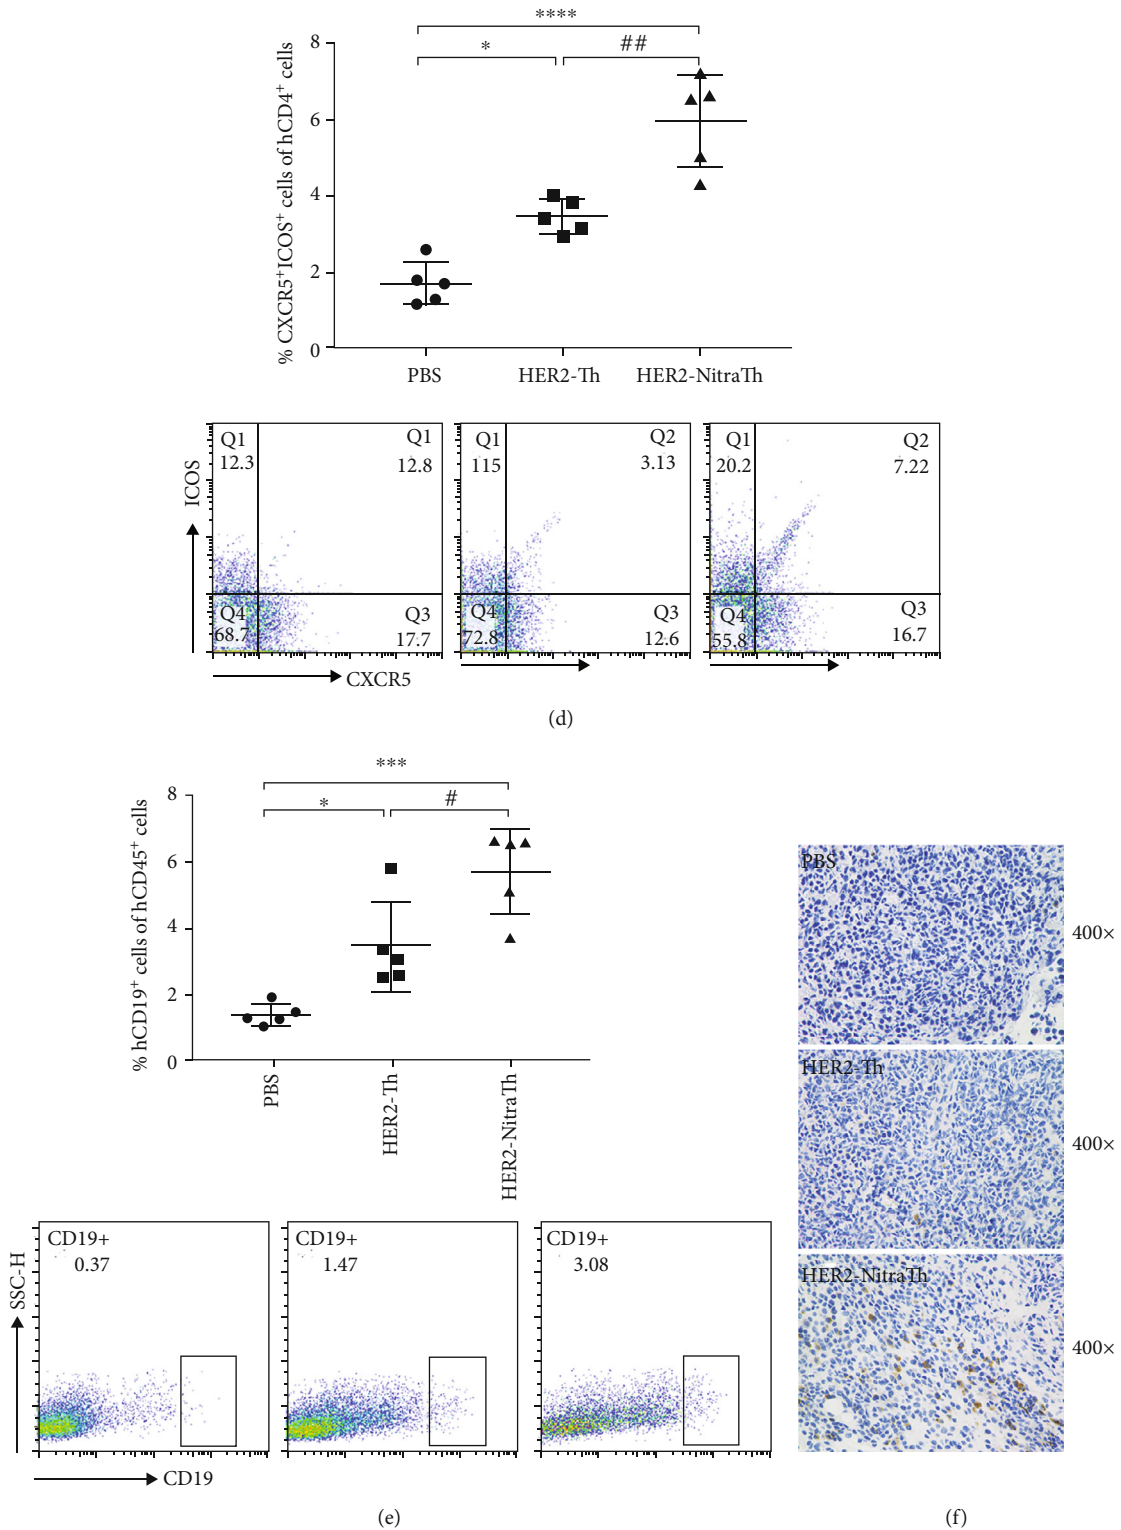 ****
*
##
8
6
4
2
0
% CXCR5+ICOS+ cells of hCD4+ cells
PBS
HER2-Th
HER2-NitraTh
Q1
12.3
Q1
12.8
Q4
68.7
Q3
17.7
Q1
115
Q2
3.13
Q4
72.8
Q3
12.6
Q1
20.2
Q2
7.22
Q4
55.8
Q3
16.7
ICOS
CXCR5
(d)
***
*
#
8
6
4
2
0
% hCD19+ cells of hCD45+ cells
PBS
HER2-Th
HER2-NitraTh
CD19+
0.37
CD19+
1.47
CD19+
3.08
SSC-H
CD19
(e)
PBS
400×
HER2-Th
400×
HER2-NitraTh
400×
(f)